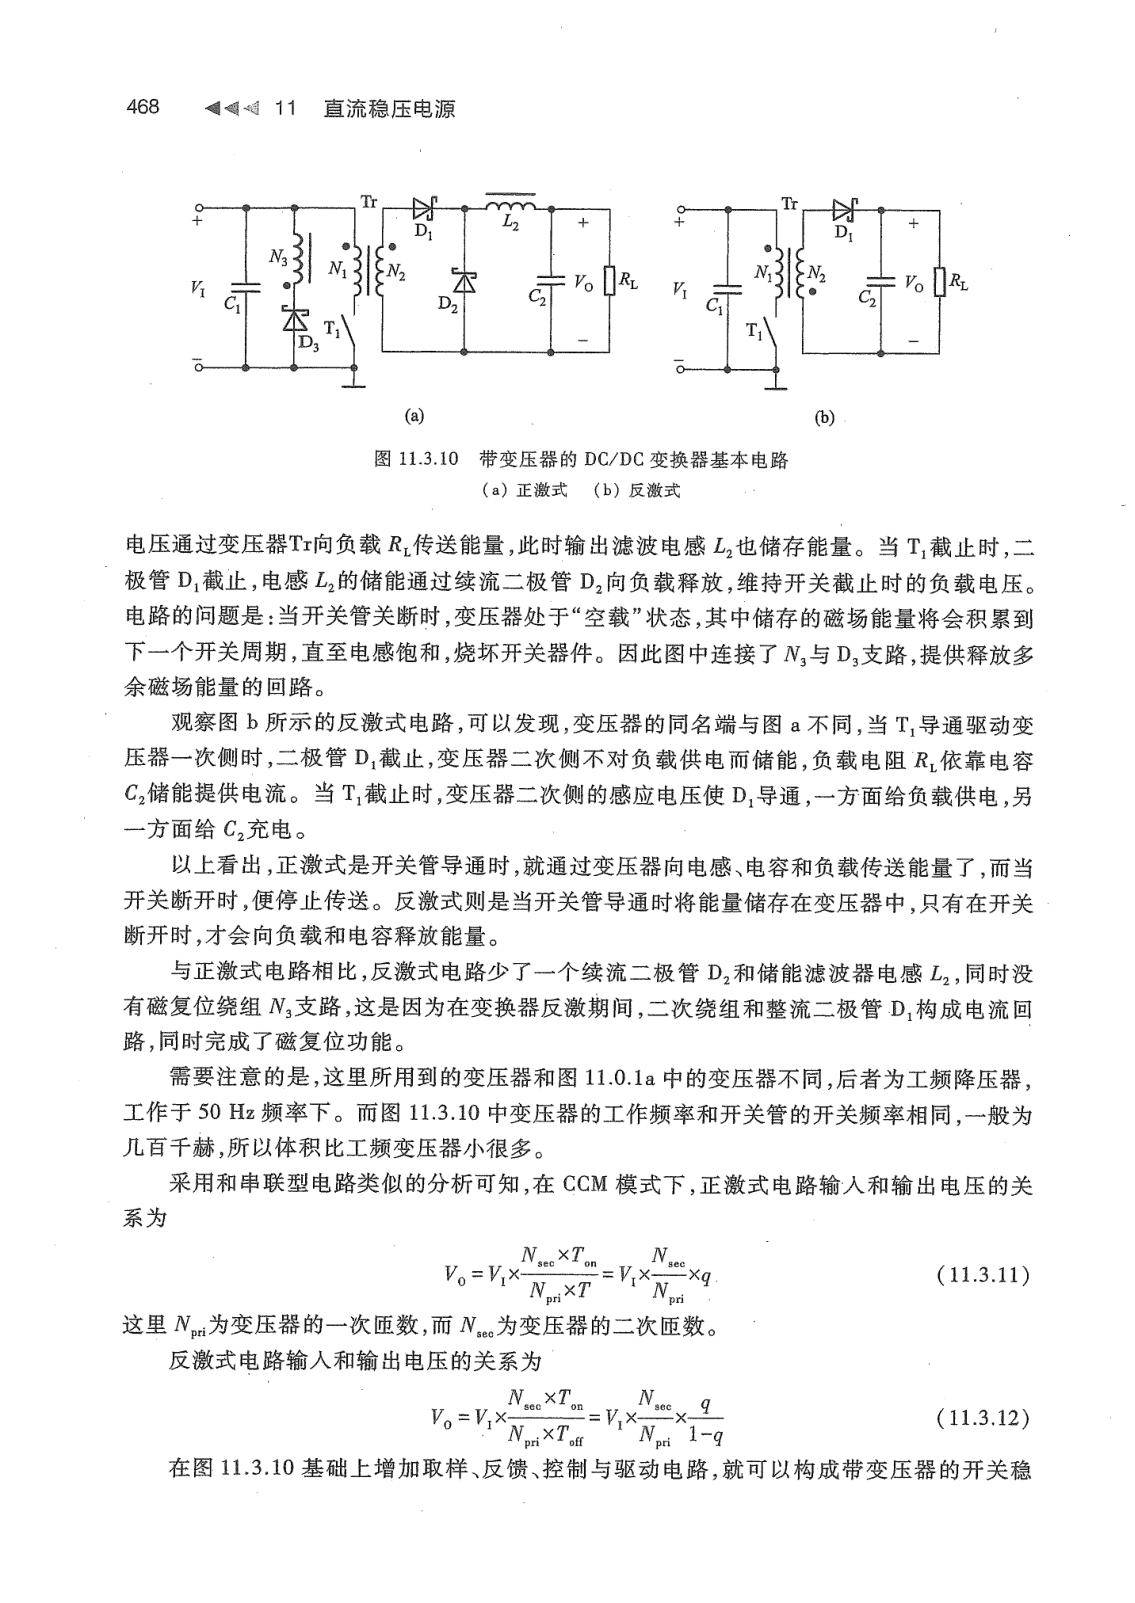 468 11 直流稳压电源
Tr
D₁
L₂
+
+
N₃
N₁
N₂
V_I
C₁
D₂
C₂
V_O
R_L
T₁
D₃
−
−
(a)
Tr
D₁
+
+
N₁
N₂
V_I
C₁
C₂
V_O
R_L
T₁
−
−
(b)
图 11.3.10 带变压器的 DC/DC 变换器基本电路
(a) 正激式 (b) 反激式
电压通过变压器Tr向负载 R_L传送能量,此时输出滤波电感 L₂也储存能量。当 T₁截止时,二
极管 D₁截止,电感 L₂的储能通过续流二极管 D₂向负载释放,维持开关截止时的负载电压。
电路的问题是:当开关管关断时,变压器处于“空载”状态,其中储存的磁场能量将会积累到
下一个开关周期,直至电感饱和,烧坏开关器件。因此图中连接了 N₃与 D₃支路,提供释放多
余磁场能量的回路。
观察图 b 所示的反激式电路,可以发现,变压器的同名端与图 a 不同,当 T₁导通驱动变
压器一次侧时,二极管 D₁截止,变压器二次侧不对负载供电而储能,负载电阻 R_L依靠电容
C₂储能提供电流。当 T₁截止时,变压器二次侧的感应电压使 D₁导通,一方面给负载供电,另
一方面给 C₂充电。
以上看出,正激式是开关管导通时,就通过变压器向电感、电容和负载传送能量了,而当
开关断开时,便停止传送。反激式则是当开关管导通时将能量储存在变压器中,只有在开关
断开时,才会向负载和电容释放能量。
与正激式电路相比,反激式电路少了一个续流二极管 D₂和储能滤波器电感 L₂,同时没
有磁复位绕组 N₃支路,这是因为在变换器反激期间,二次绕组和整流二极管 D₁构成电流回
路,同时完成了磁复位功能。
需要注意的是,这里所用到的变压器和图 11.0.1a 中的变压器不同,后者为工频降压器,
工作于 50 Hz 频率下。而图 11.3.10 中变压器的工作频率和开关管的开关频率相同,一般为
几百千赫,所以体积比工频变压器小很多。
采用和串联型电路类似的分析可知,在 CCM 模式下,正激式电路输入和输出电压的关
系为
V_O = V_I × (N_sec × T_on)/(N_pri × T) = V_I × N_sec/N_pri × q (11.3.11)
这里 N_pri为变压器的一次匝数,而 N_sec为变压器的二次匝数。
反激式电路输入和输出电压的关系为
V_O = V_I × (N_sec × T_on)/(N_pri × T_off) = V_I × N_sec/N_pri × q/(1−q) (11.3.12)
在图 11.3.10 基础上增加取样、反馈、控制与驱动电路,就可以构成带变压器的开关稳